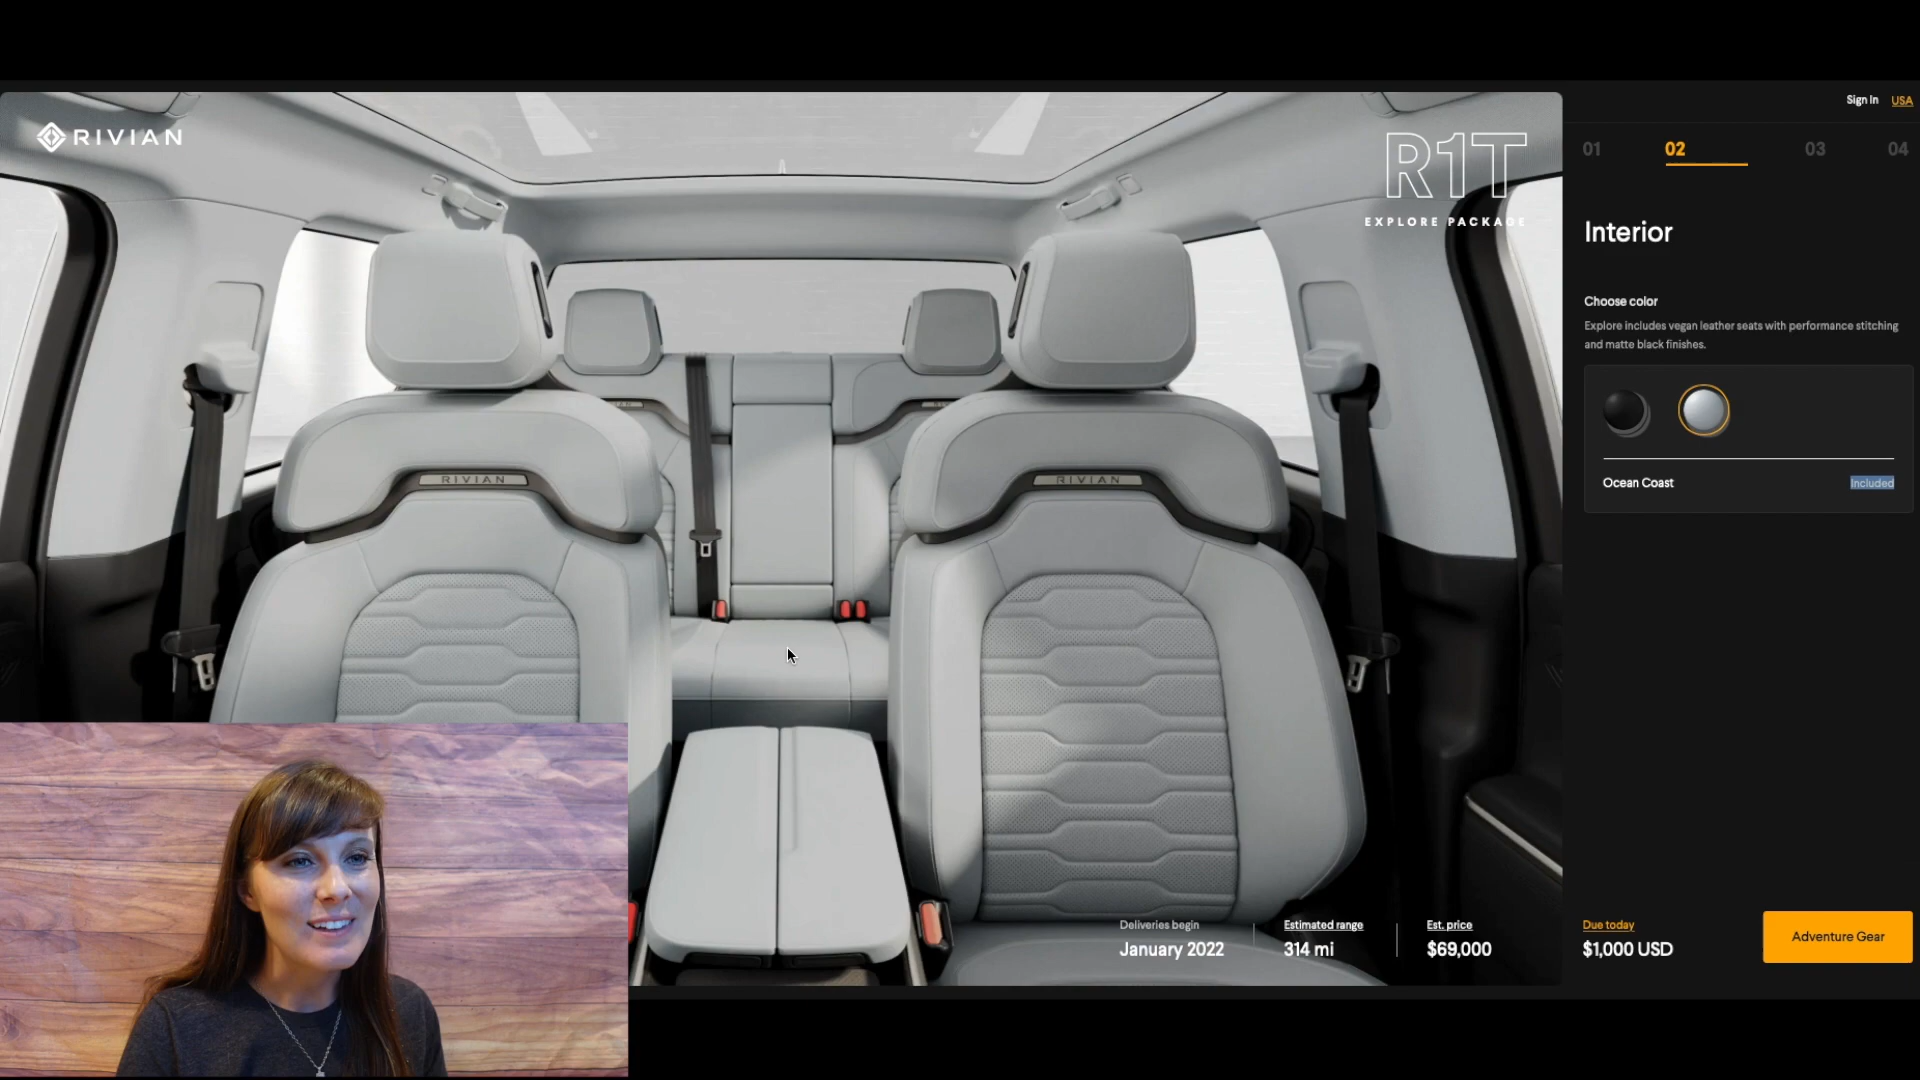 RIVIAN
R1T
EXPLORE PACKAGE
RIVIAN
RIVIAN
Deliveries begin
January 2022
Estimated range
314 mi
Est. price
$69,000
Sign In
USA
01
02
03
04
Interior
Choose color
Explore includes vegan leather seats with performance stitching
and matte black finishes.
Ocean Coast
Included
Due today
$1,000 USD
Adventure Gear